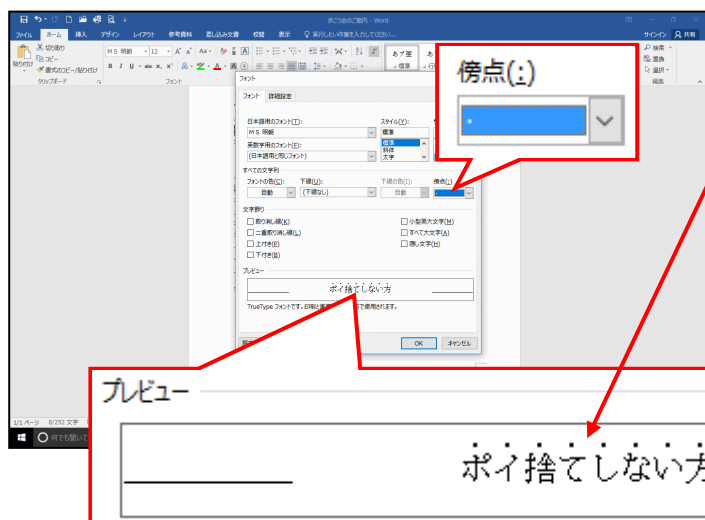 まごう会のご案内 - Word
ファイル ホーム 挿入 デザイン レイアウト 参考資料 差し込み文書 校閲 表示 実行したい作業を入力してください...
サインイン 共有
貼り付け
切り取り
コピー
書式のコピー/貼り付け
クリップボード
MS 明朝 12
フォント
あア亜
標準
検索
置換
選択
編集
フォント
フォント 詳細設定
日本語用のフォント(T): スタイル(Y):
MS 明朝 標準
英数字用のフォント(F): 標準
(日本語用と同じフォント) 斜体
太字
すべての文字列
フォントの色(C): 下線(U): 下線の色(I): 傍点(:)
自動 (下線なし) 自動
文字飾り
取り消し線(K) 小型英大文字(M)
二重取り消し線(L) すべて大文字(A)
上付き(P) 隠し文字(H)
下付き(B)
プレビュー
ポイ捨てしない方
TrueType フォントです。印刷と画面 で使用されます。
OK キャンセル
傍点(:)
1/1 ページ 8/252 文字
何でも聞いて
プレビュー
ポイ捨てしない方